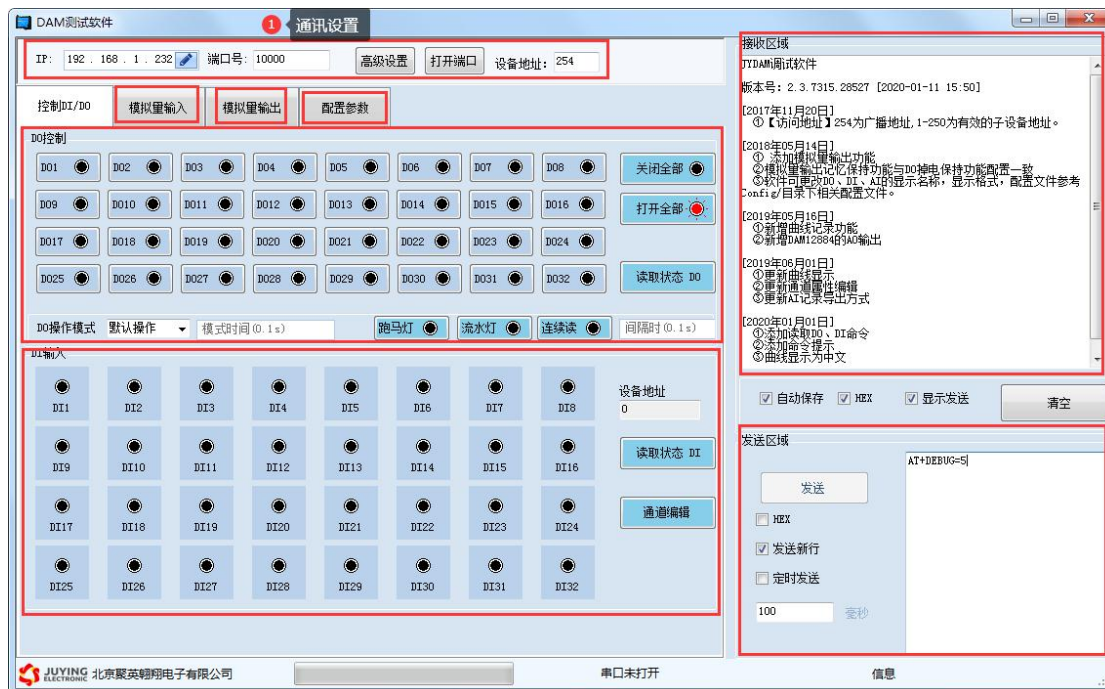 DAM测试软件
1 通讯设置
IP: 192 . 168 . 1 . 232 端口号: 10000 高级设置 打开端口 设备地址: 254
控制DI/DO 模拟量输入 模拟量输出 配置参数
DO控制
DO1 DO2 DO3 DO4 DO5 DO6 DO7 DO8 关闭全部
DO9 DO10 DO11 DO12 DO13 DO14 DO15 DO16 打开全部
DO17 DO18 DO19 DO20 DO21 DO22 DO23 DO24
DO25 DO26 DO27 DO28 DO29 DO30 DO31 DO32 读取状态 DO
DO操作模式 默认操作 模式时间(0.1s) 跑马灯 流水灯 连续读 间隔时(0.1s)
DI输入
DI1 DI2 DI3 DI4 DI5 DI6 DI7 DI8
设备地址
0
DI9 DI10 DI11 DI12 DI13 DI14 DI15 DI16
读取状态 DI
DI17 DI18 DI19 DI20 DI21 DI22 DI23 DI24
通道编辑
DI25 DI26 DI27 DI28 DI29 DI30 DI31 DI32
接收区域
JYDAM调试软件
版本号: 2.3.7315.28527 [2020-01-11 15:50]
[2017年11月20日]
①【访问地址】254为广播地址,1-250为有效的子设备地址。
[2018年05月14日]
① 添加模拟量输出功能
②模拟量输出记忆保持功能与DO掉电保持功能配置一致
③软件可更改DO、DI、AI的显示名称，显示格式，配置文件参考
Config/目录下相关配置文件。
[2019年05月16日]
①新增曲线记录功能
②新增DAM12884的AO输出
[2019年06月01日]
①更新曲线显示
②更新通道属性编辑
③更新AI记录导出方式
[2020年01月01日]
①添加读取DO、DI命令
②添加命令提示
③曲线显示为中文
自动保存 HEX 显示发送 清空
发送区域
AT+DEBUG=5
发送
HEX
发送新行
定时发送
100 毫秒
JUYING ELECTRONIC 北京聚英翱翔电子有限公司 串口未打开 信息